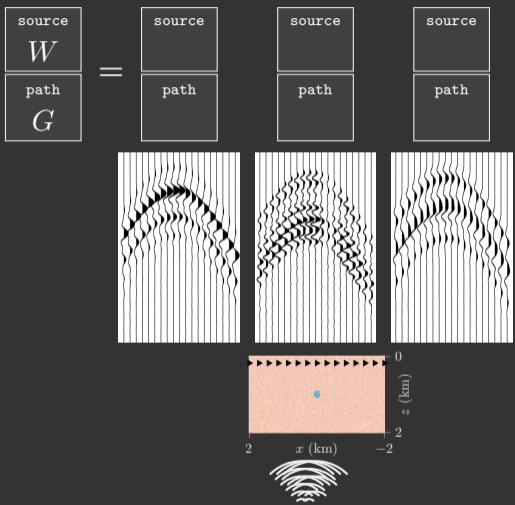 source source source source
W
=
path path path path
G
0
z (km)
2
2 x (km) −2